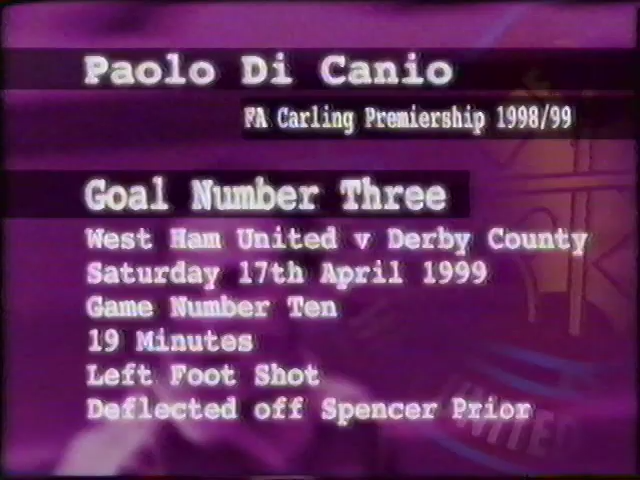 Paolo Di Canio
FA Carling Premiership 1998/99
Goal Number Three
West Ham United v Derby County
Saturday 17th April 1999
Game Number Ten
19 Minutes
Left Foot Shot
Deflected off Spencer Prior